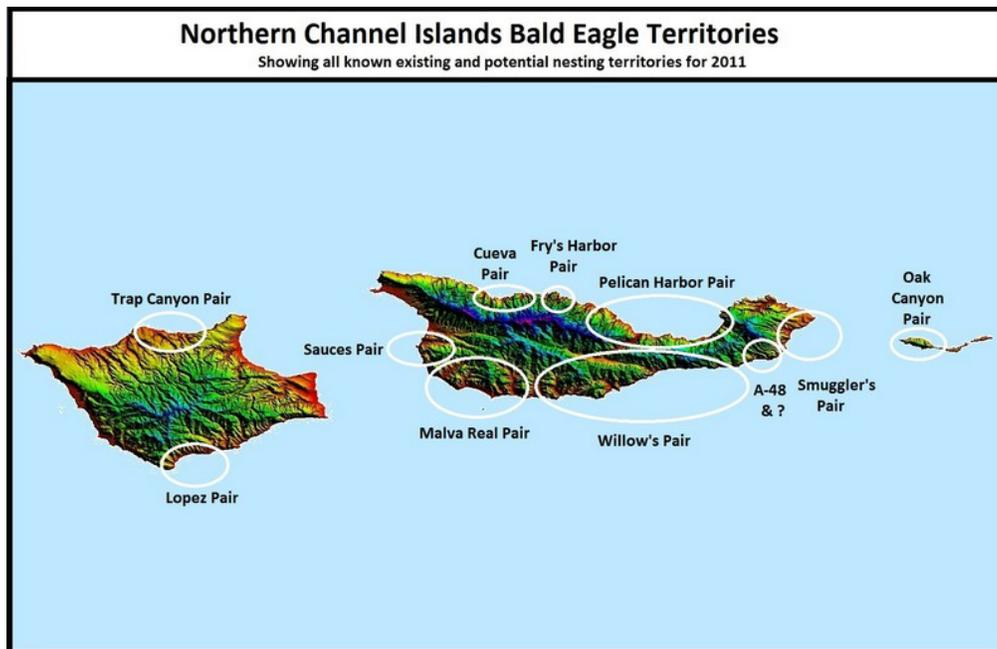 Northern Channel Islands Bald Eagle Territories
Showing all known existing and potential nesting territories for 2011
Trap Canyon Pair
Lopez Pair
Sauces Pair
Cueva
Pair
Fry's Harbor
Pair
Pelican Harbor Pair
Malva Real Pair
Willow's Pair
A-48
& ?
Smuggler's
Pair
Oak
Canyon
Pair